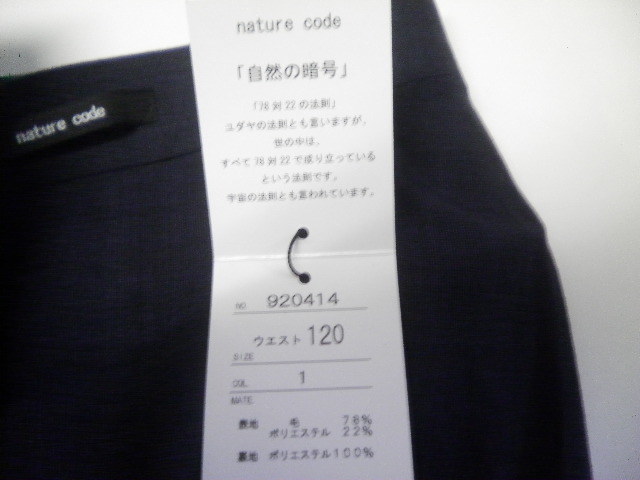 nature code
「自然の暗号」
「78対22の法則」
ユダヤの法則とも言いますが、
世の中は、
すべて78対22で成り立っている
という法則です。
宇宙の法則とも言われています。
nature code
NO. 920414
ウエスト 120
SIZE
COL. 1
MATE.
表地 毛 78%
ポリエステル 22%
裏地 ポリエステル100%